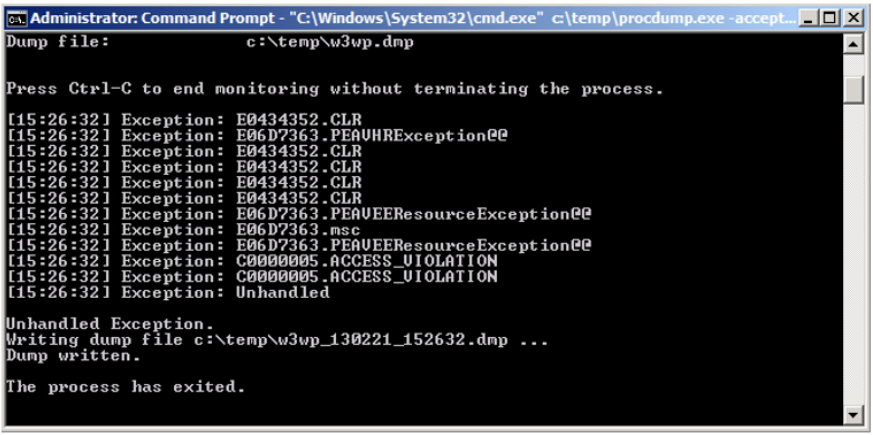 Administrator: Command Prompt - "C:\Windows\System32\cmd.exe" c:\temp\procdump.exe -accept...
Dump file: c:\temp\w3wp.dmp
Press Ctrl-C to end monitoring without terminating the process.
[15:26:32] Exception: E0434352.CLR
[15:26:32] Exception: E06D7363.PEAVHRException@@
[15:26:32] Exception: E0434352.CLR
[15:26:32] Exception: E0434352.CLR
[15:26:32] Exception: E0434352.CLR
[15:26:32] Exception: E0434352.CLR
[15:26:32] Exception: E06D7363.PEAVEEResourceException@@
[15:26:32] Exception: E06D7363.msc
[15:26:32] Exception: E06D7363.PEAVEEResourceException@@
[15:26:32] Exception: C0000005.ACCESS_VIOLATION
[15:26:32] Exception: C0000005.ACCESS_VIOLATION
[15:26:32] Exception: Unhandled
Unhandled Exception.
Writing dump file c:\temp\w3wp_130221_152632.dmp ...
Dump written.
The process has exited.